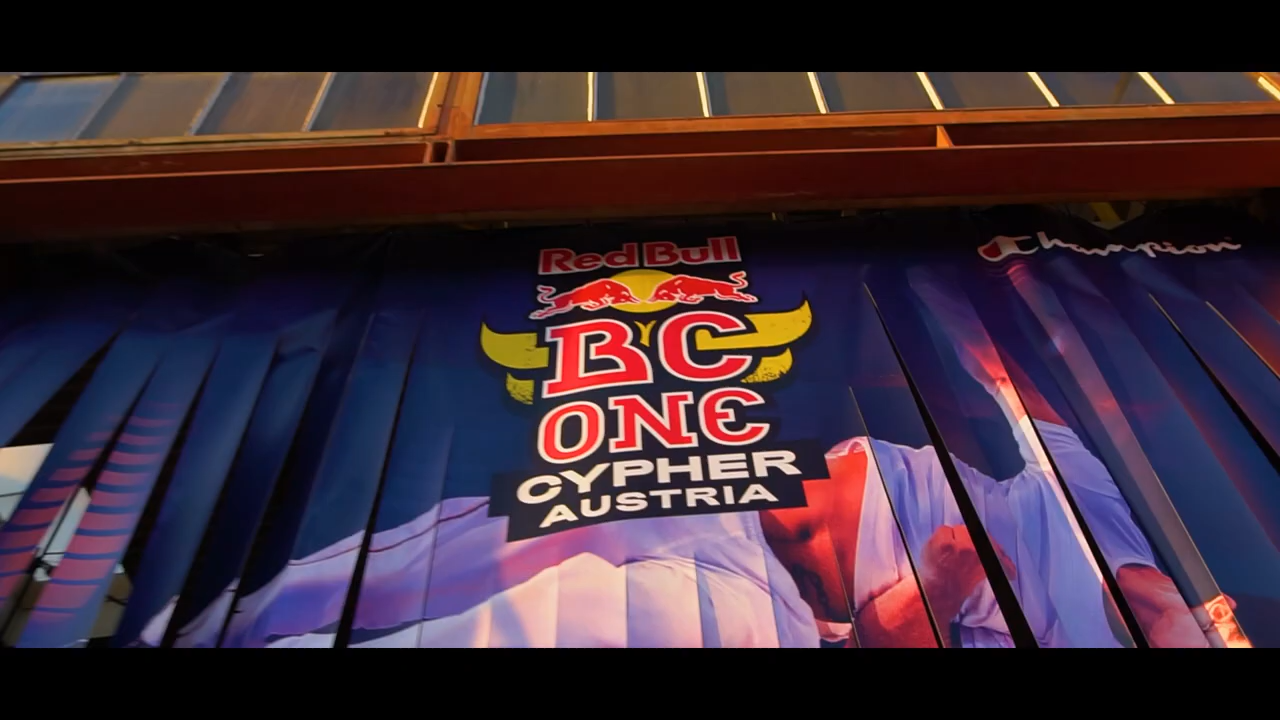 Red Bull
Champion
BC
ONE
CYPHER
AUSTRIA